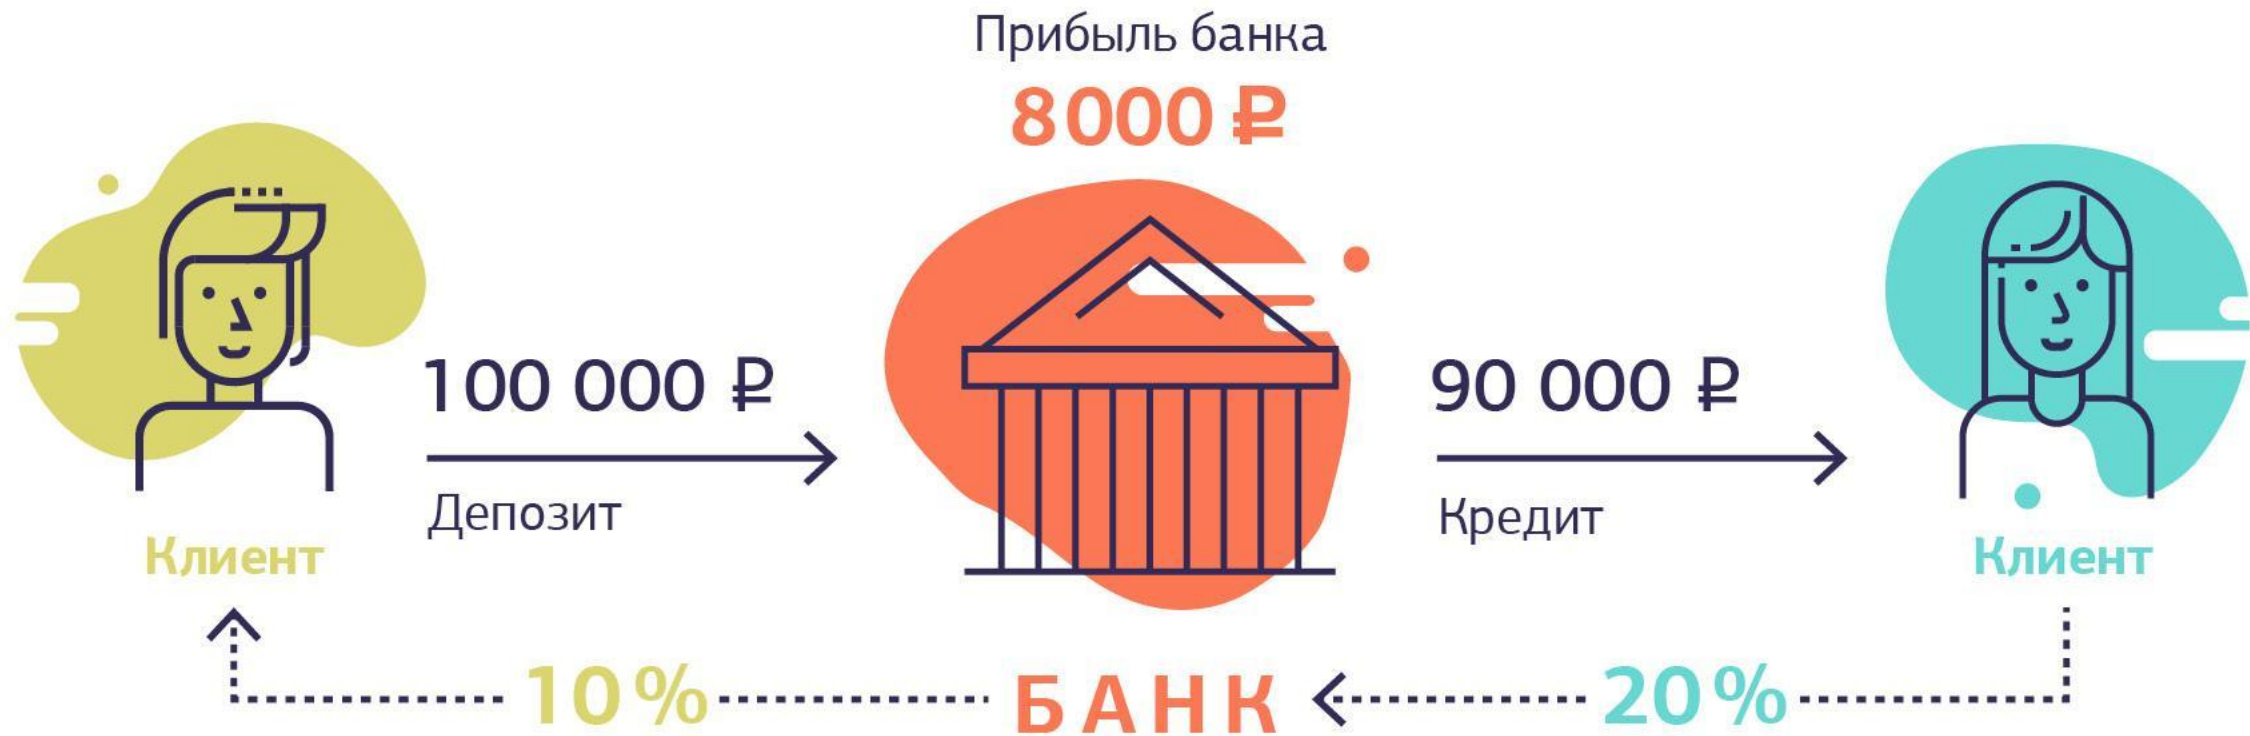 Прибыль банка
8000 ₽
100 000 ₽
Депозит
Клиент
90 000 ₽
Кредит
Клиент
10%
БАНК
20%